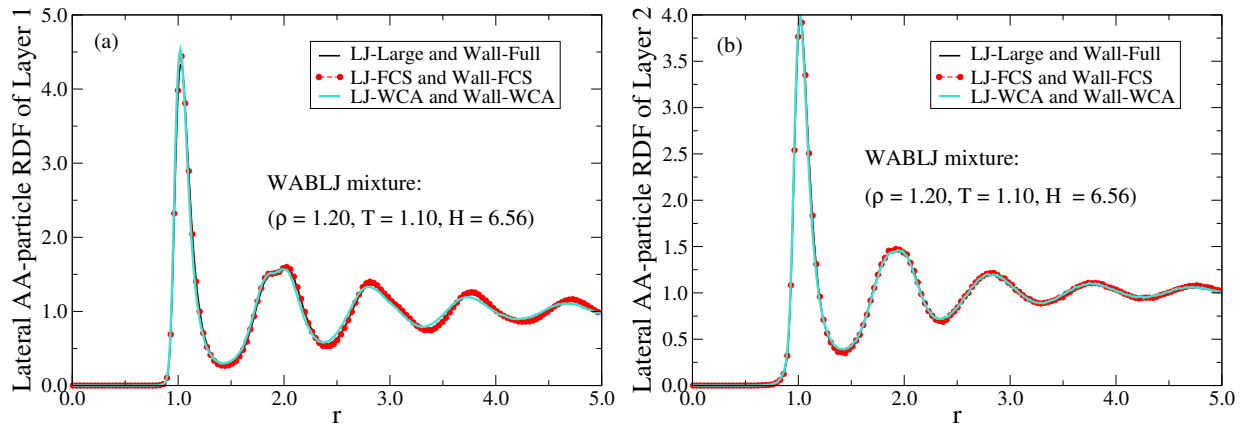 (a)
LJ-Large and Wall-Full
LJ-FCS and Wall-FCS
LJ-WCA and Wall-WCA
WABLJ mixture:
(ρ = 1.20, T = 1.10, H = 6.56)
Lateral AA-particle RDF of Layer 1
5.0
4.0
3.0
2.0
1.0
0.0
0.0 1.0 2.0 3.0 4.0 5.0
r
(b)
LJ-Large and Wall-Full
LJ-FCS and Wall-FCS
LJ-WCA and Wall-WCA
WABLJ mixture:
(ρ = 1.20, T = 1.10, H = 6.56)
Lateral AA-particle RDF of Layer 2
4.0
3.5
3.0
2.5
2.0
1.5
1.0
0.5
0.0
0.0 1.0 2.0 3.0 4.0 5.0
r